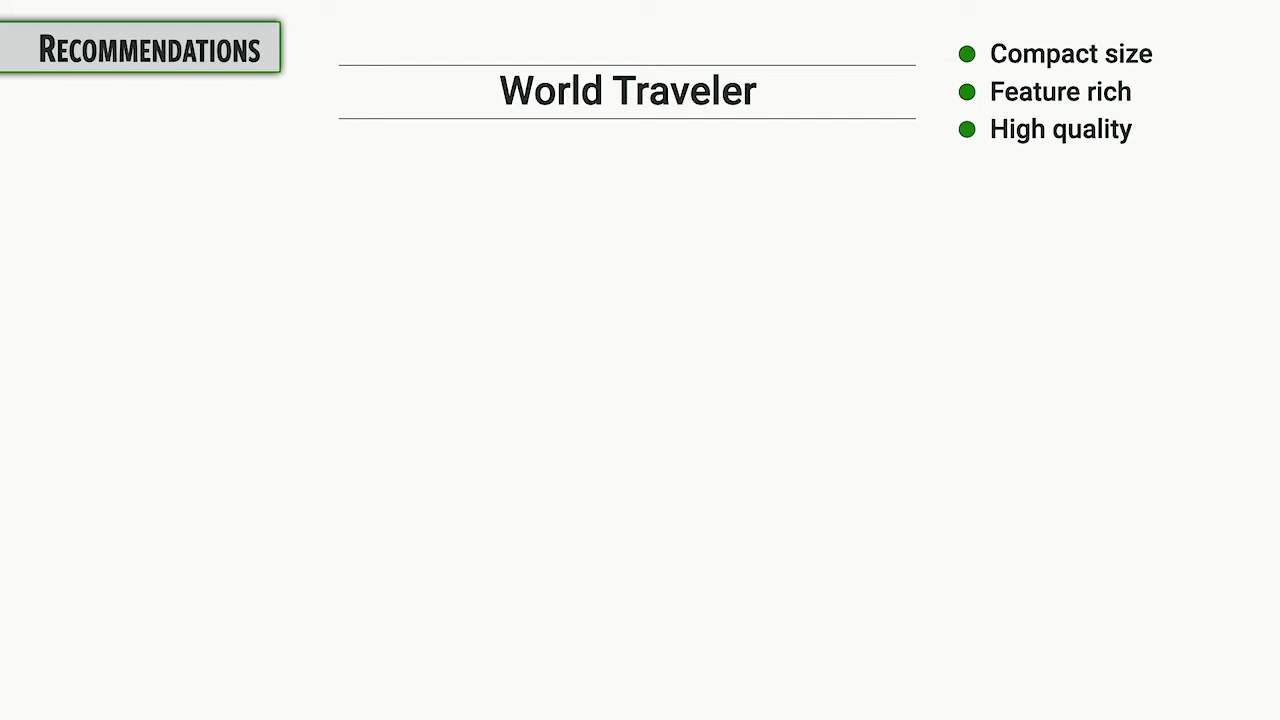 RECOMMENDATIONS
World Traveler
Compact size
Feature rich
High quality